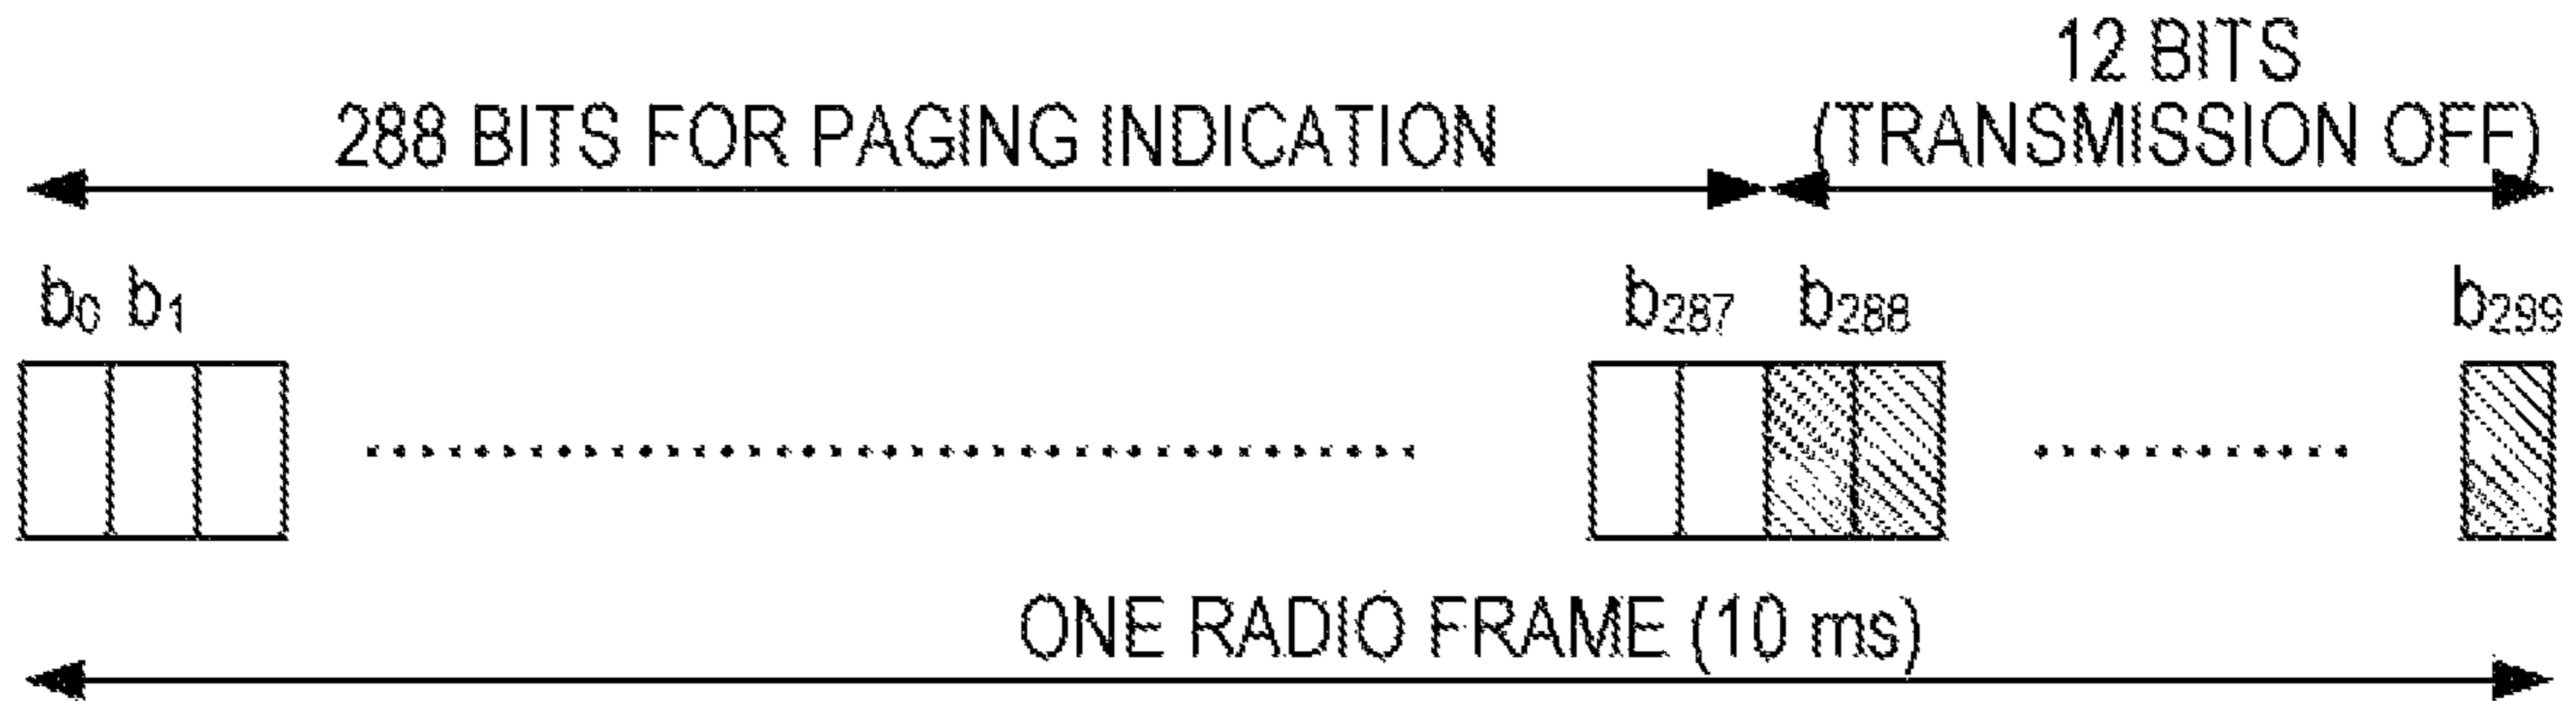 12 BITS
288 BITS FOR PAGING INDICATION (TRANSMISSION OFF)
b0 b1 b287 b288 b299
ONE RADIO FRAME (10 ms)